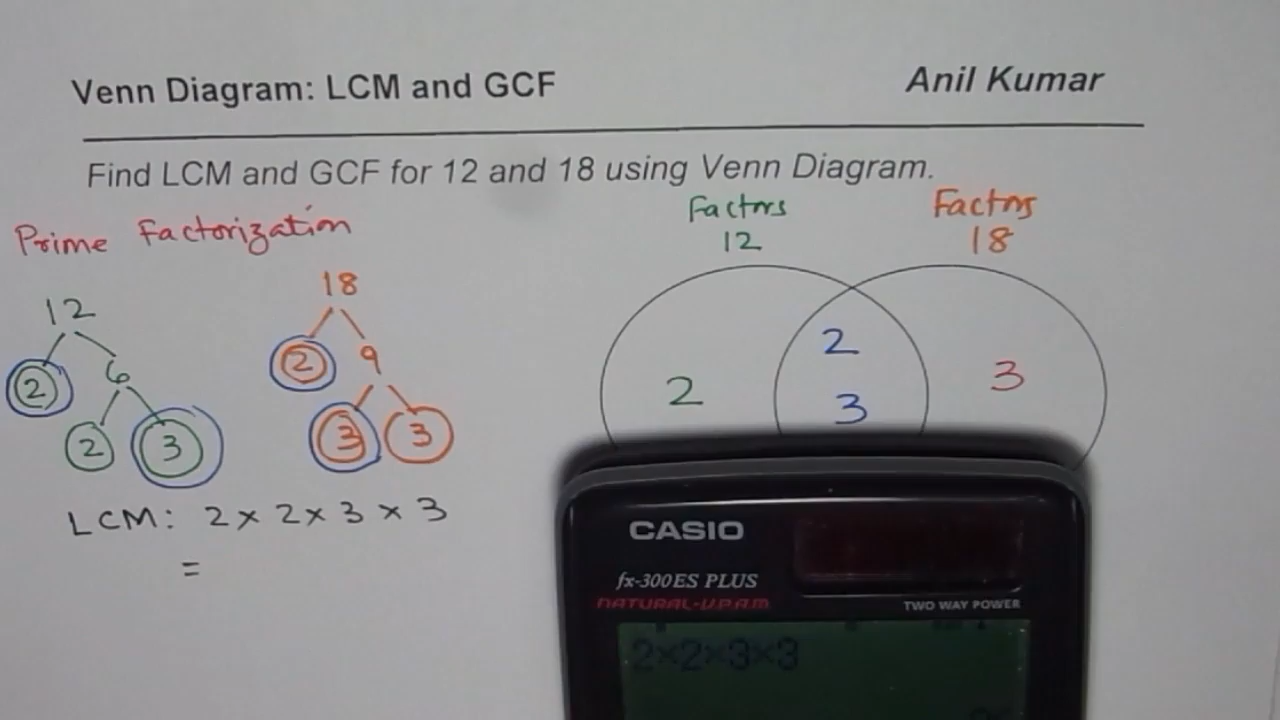 Venn Diagram: LCM and GCF Anil Kumar
Find LCM and GCF for 12 and 18 using Venn Diagram.
Prime Factorization
12
2 6
2 3
18
2 9
3 3
LCM: 2 x 2 x 3 x 3
=
Factors
12
Factors
18
2
2
3
3
CASIO
fx-300ES PLUS
NATURAL-V.P.A.M.
TWO WAY POWER
2×2×3×3